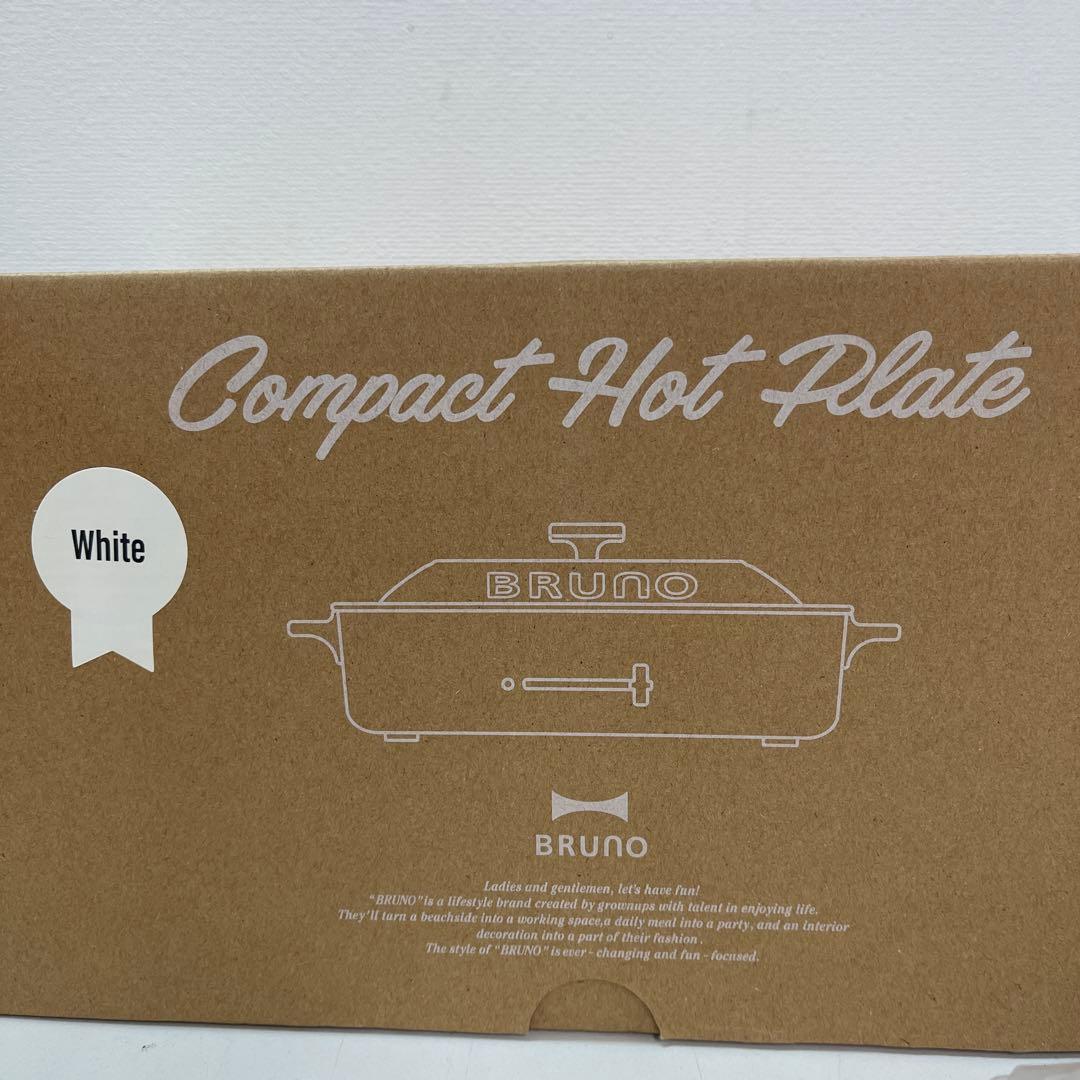 Compact Hot Plate
White
BRUNO
BRUNO
Ladies and gentlemen, let's have fun!
"BRUNO" is a lifestyle brand created by grownups with talent in enjoying life.
They'll turn a beachside into a working space,a daily meal into a party, and an interior
decoration into a part of their fashion.
The style of "BRUNO" is ever - changing and fun - focused.